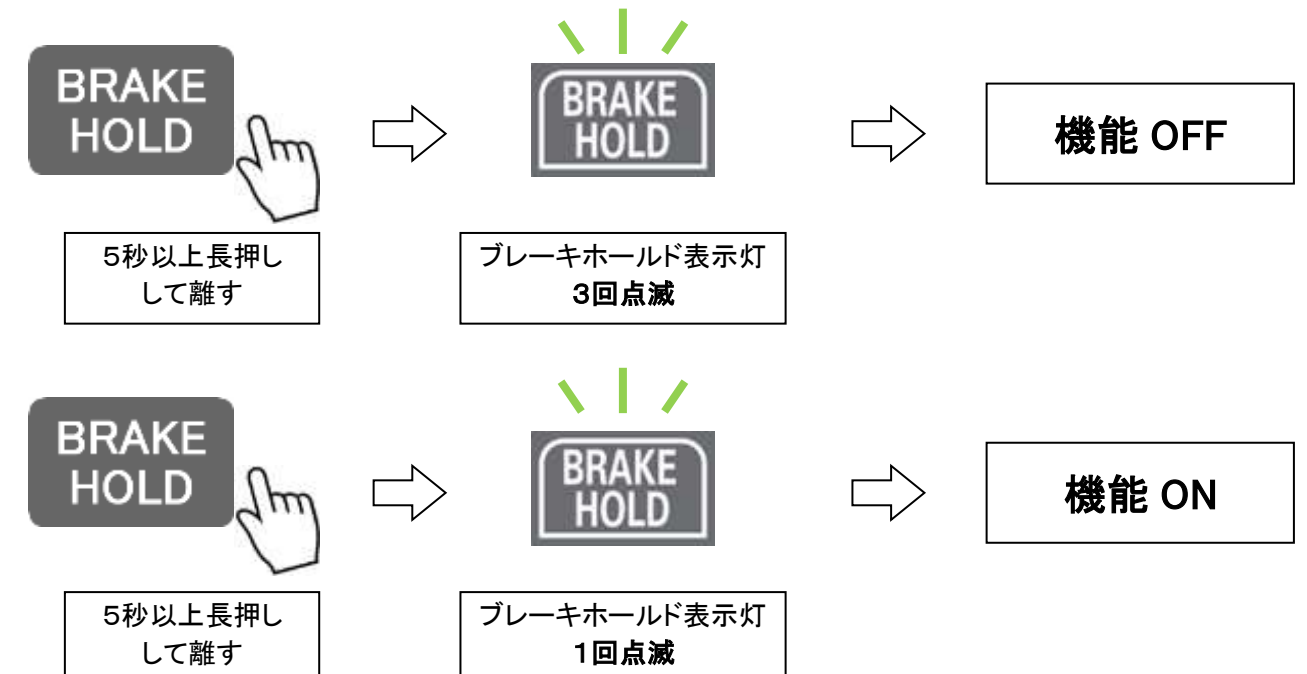 BRAKE
HOLD
BRAKE
HOLD
機能 OFF
５秒以上長押し
して離す
ブレーキホールド表示灯
３回点滅
BRAKE
HOLD
BRAKE
HOLD
機能 ON
５秒以上長押し
して離す
ブレーキホールド表示灯
１回点滅